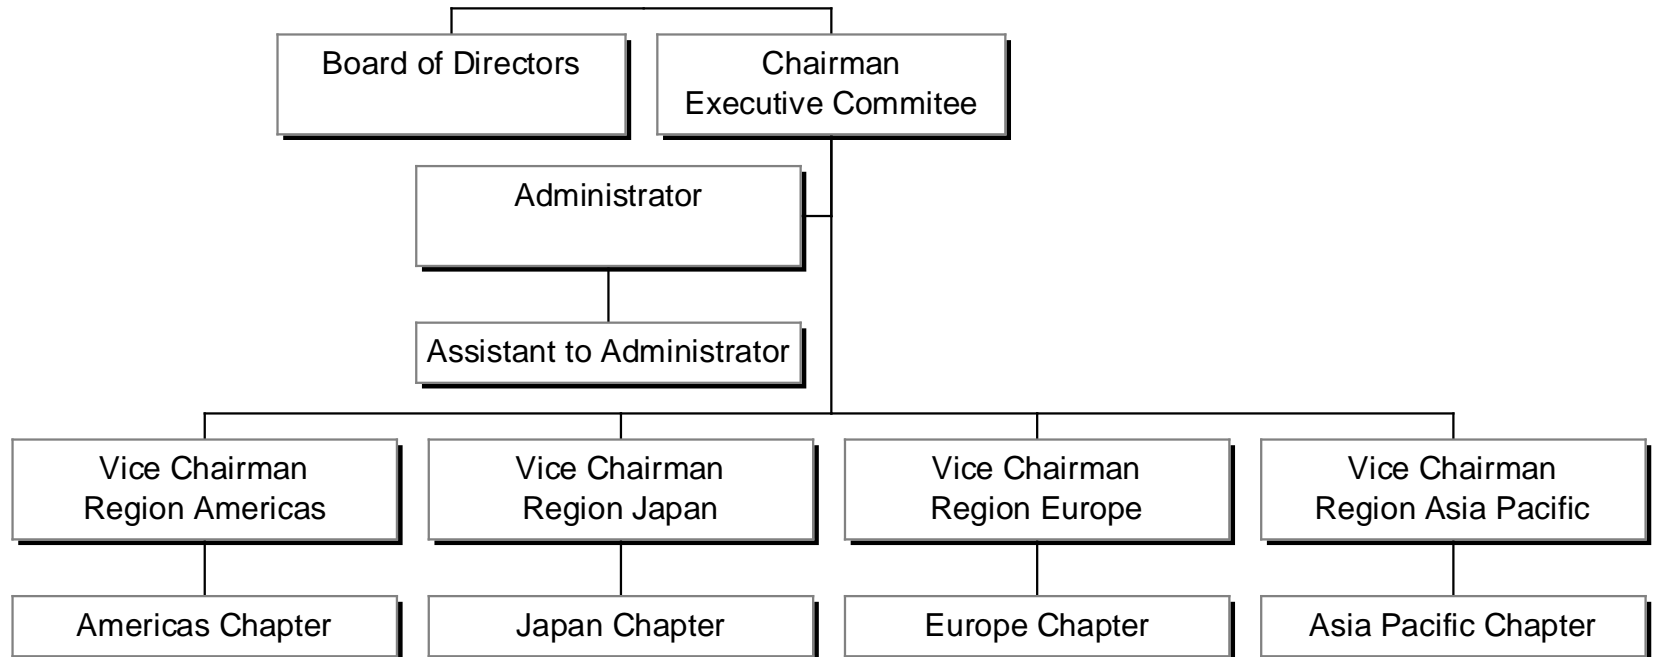 Board of Directors
Chairman
Executive Commitee
Administrator
Assistant to Administrator
Vice Chairman
Region Americas
Vice Chairman
Region Japan
Vice Chairman
Region Europe
Vice Chairman
Region Asia Pacific
Americas Chapter
Japan Chapter
Europe Chapter
Asia Pacific Chapter